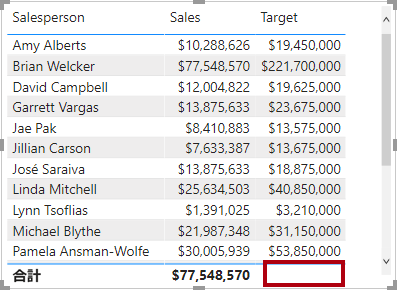 Salesperson Sales Target
Amy Alberts $10,288,626 $19,450,000
Brian Welcker $77,548,570 $221,700,000
David Campbell $12,004,822 $19,625,000
Garrett Vargas $13,875,633 $23,675,000
Jae Pak $8,410,883 $13,575,000
Jillian Carson $7,633,387 $13,675,000
José Saraiva $13,875,633 $18,875,000
Linda Mitchell $25,634,503 $40,850,000
Lynn Tsoflias $1,391,025 $3,210,000
Michael Blythe $21,987,348 $31,150,000
Pamela Ansman-Wolfe $30,005,939 $53,850,000
合計 $77,548,570